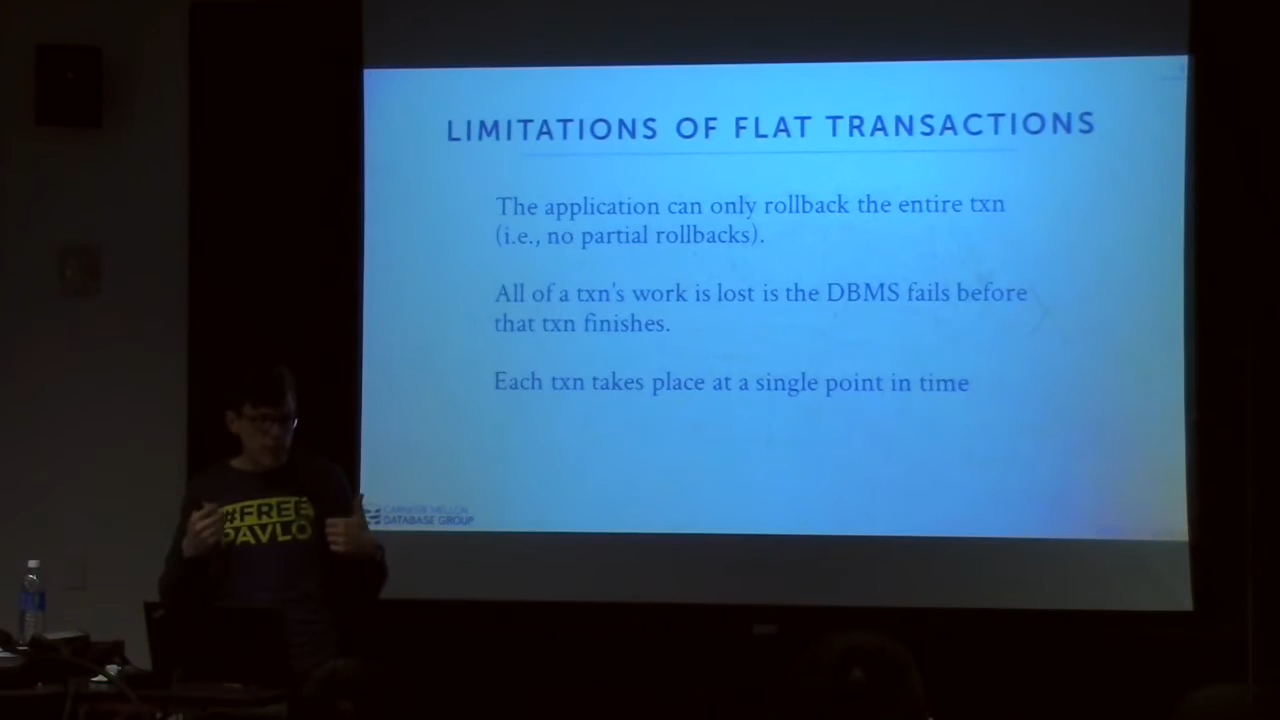 LIMITATIONS OF FLAT TRANSACTIONS
The application can only rollback the entire txn
(i.e., no partial rollbacks).
All of a txn's work is lost is the DBMS fails before
that txn finishes.
Each txn takes place at a single point in time
CARNEGIE MELLON
DATABASE GROUP
#FREE
PAVLO